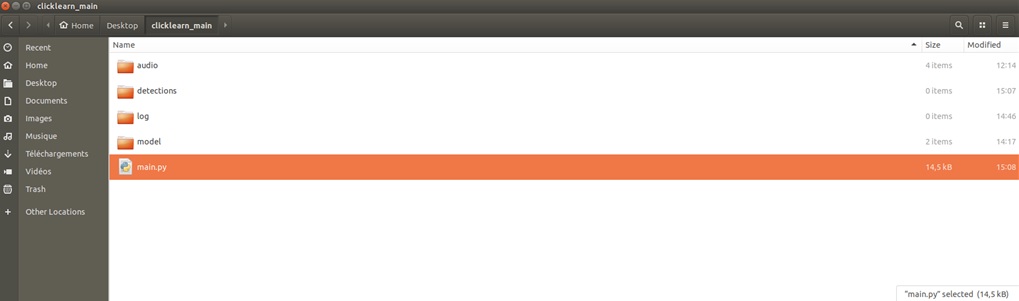 clicklearn_main
Home Desktop clicklearn_main
Recent
Home
Desktop
Documents
Images
Musique
Téléchargements
Vidéos
Trash
Other Locations
Name Size Modified
audio 4 items 12:14
detections 0 items 15:07
log 0 items 14:46
model 2 items 14:17
main.py 14,5 kB 15:08
"main.py" selected (14,5 kB)